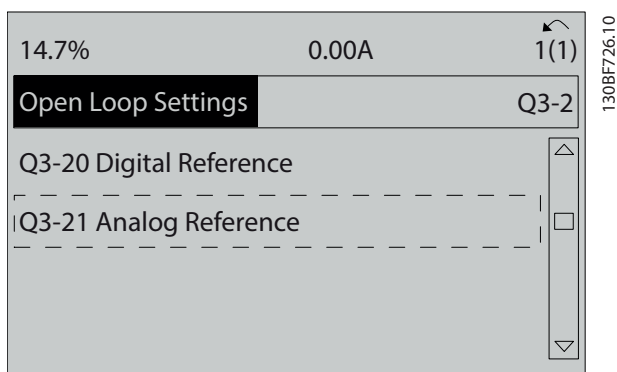 14.7% 0.00A 1(1)
Open Loop Settings Q3-2
Q3-20 Digital Reference
Q3-21 Analog Reference
130BF726.10